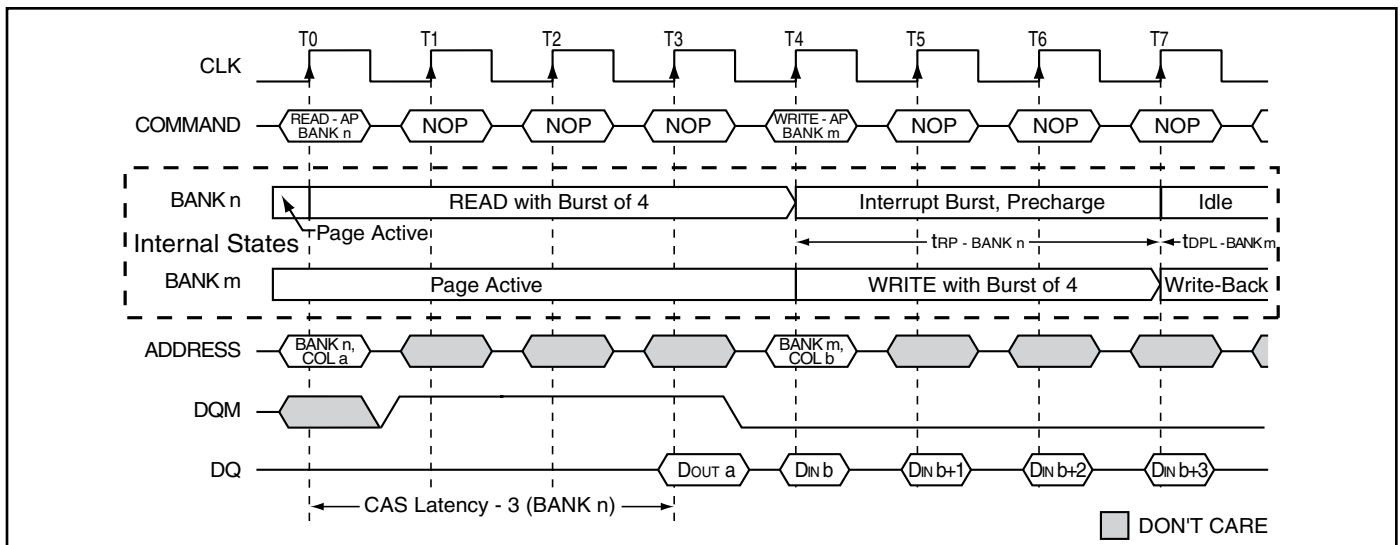 T0 T1 T2 T3 T4 T5 T6 T7
CLK
COMMAND READ - AP NOP NOP NOP WRITE - AP NOP NOP NOP
BANK n BANK m
BANK n READ with Burst of 4 Interrupt Burst, Precharge Idle
Internal States Page Active tRP - BANK n tDPL - BANK m
BANK m Page Active WRITE with Burst of 4 Write-Back
ADDRESS BANK n, BANK m,
COL a COL b
DQM
DQ DOUT a DIN b DIN b+1 DIN b+2 DIN b+3
CAS Latency - 3 (BANK n)
DON'T CARE